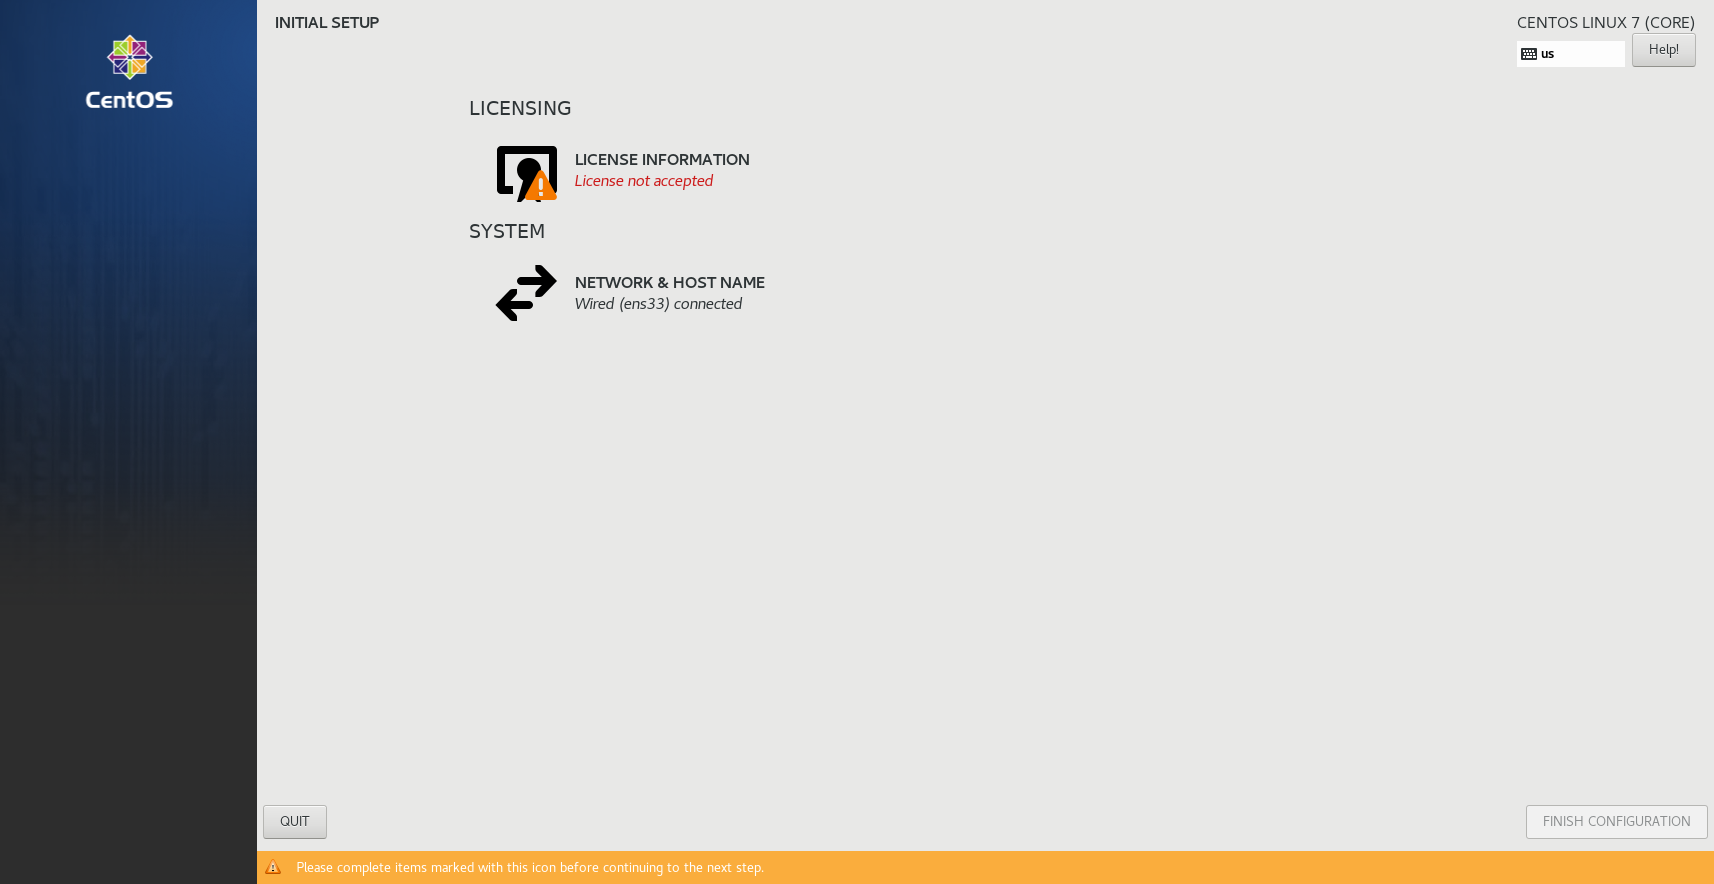 CentOS
INITIAL SETUP
CENTOS LINUX 7 (CORE)
us
Help!
LICENSING
LICENSE INFORMATION
License not accepted
SYSTEM
NETWORK & HOST NAME
Wired (ens33) connected
QUIT
FINISH CONFIGURATION
Please complete items marked with this icon before continuing to the next step.